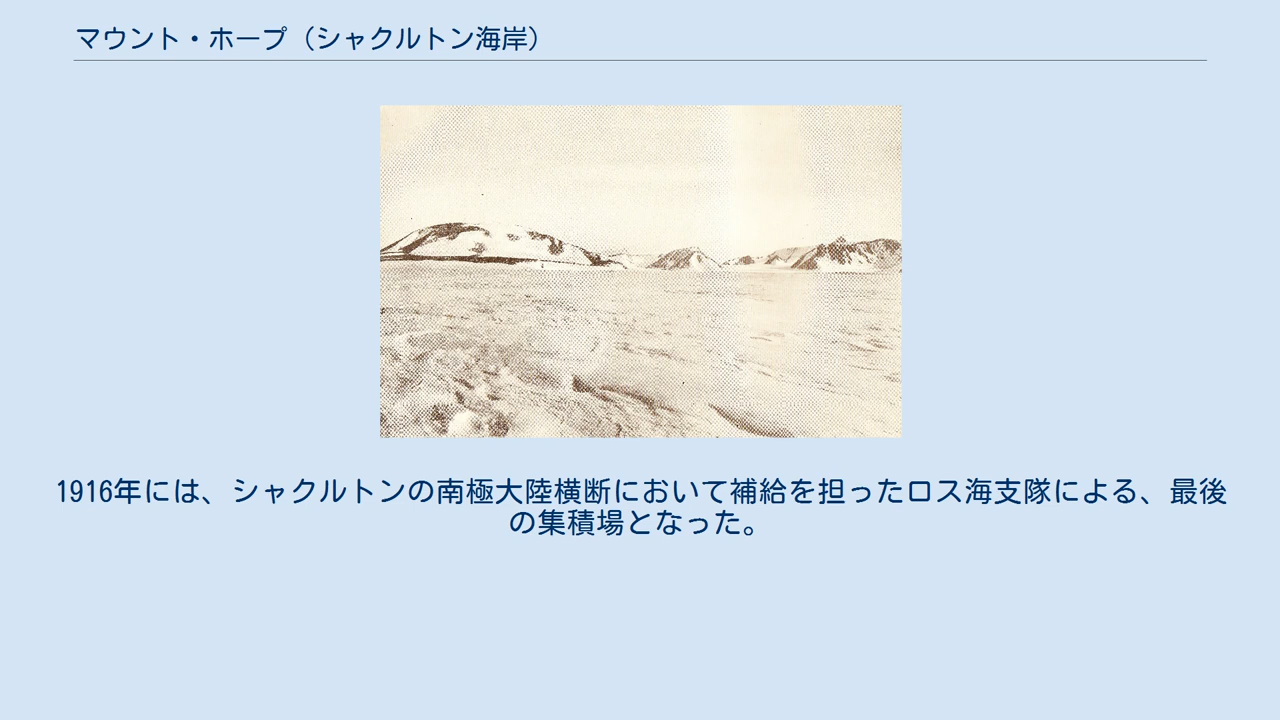 マウント・ホープ（シャクルトン海岸）
1916年には、シャクルトンの南極大陸横断において補給を担ったロス海支隊による、最後
の集積場となった。